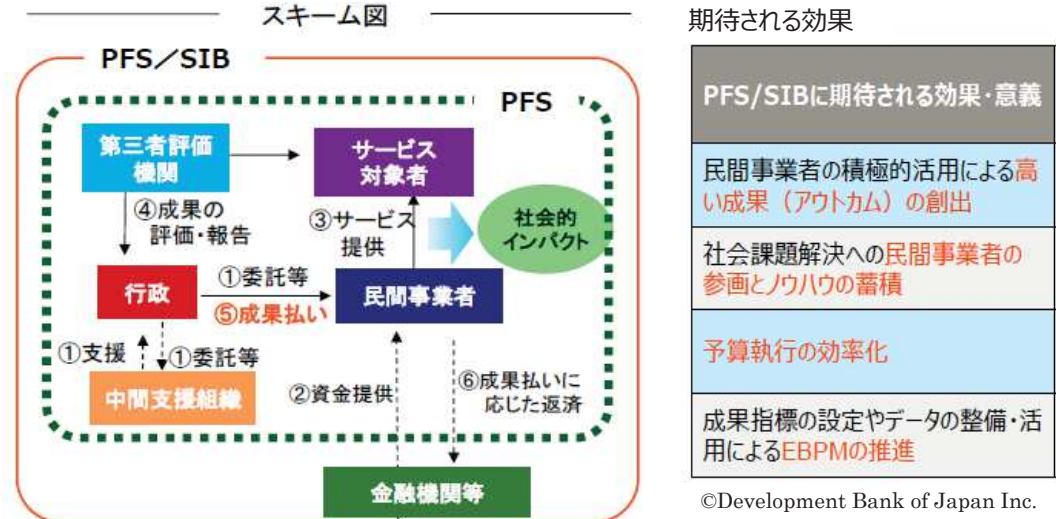 スキーム図
PFS/SIB
PFS
第三者評価
機関
サービス
対象者
④成果の
評価・報告
③サービス
提供
社会的
インパクト
行政
①委託等
⑤成果払い
民間事業者
①支援
①委託等
中間支援組織
②資金提供
⑥成果払いに
応じた返済
金融機関等
期待される効果
PFS/SIBに期待される効果・意義
民間事業者の積極的活用による高
い成果（アウトカム）の創出
社会課題解決への民間事業者の
参画とノウハウの蓄積
予算執行の効率化
成果指標の設定やデータの整備・活
用によるEBPMの推進
©Development Bank of Japan Inc.